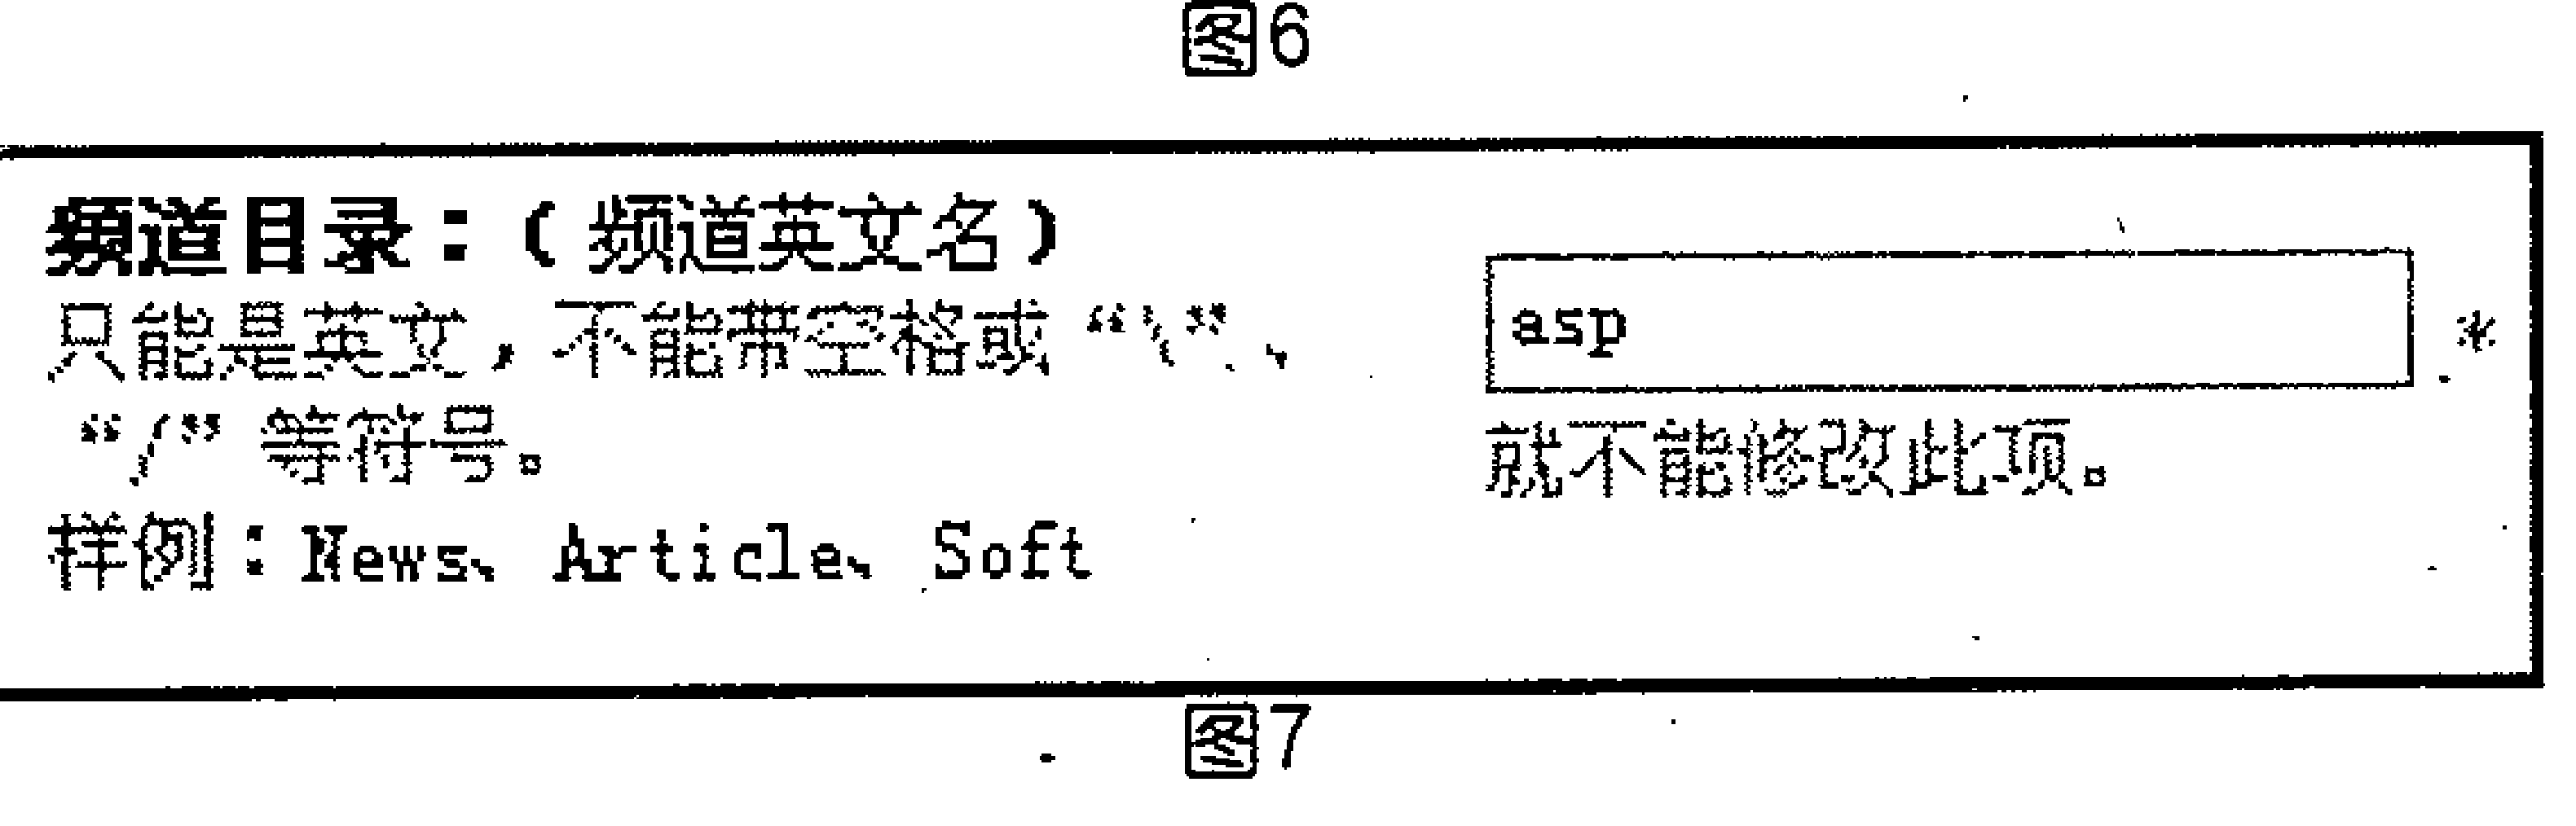 图6
频道目录：（频道英文名）
只能是英文，不能带空格或“\”、
“/”等符号。
样例：News、Article、Soft
asp *
就不能修改此项。
图7